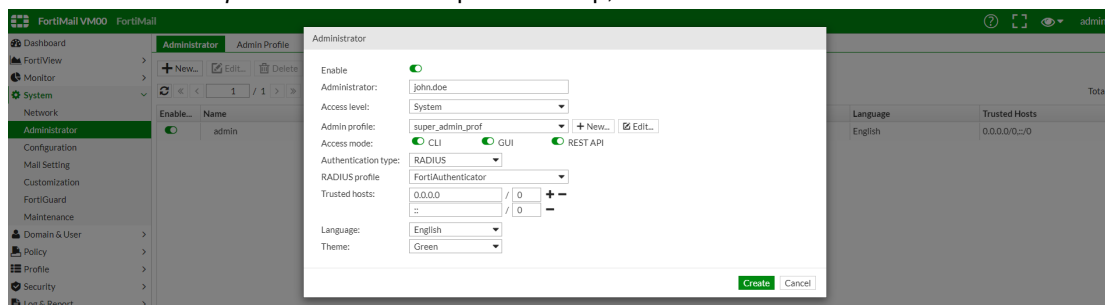 FortiMail VM00 FortiMail admin
Dashboard
FortiView
Monitor
System
Network
Administrator
Configuration
Mail Setting
Customization
FortiGuard
Maintenance
Domain & User
Policy
Profile
Security
Log & Report
Administrator Admin Profile
New... Edit... Delete
1 / 1
Tota
Enable... Name Language Trusted Hosts
admin English 0.0.0.0/0,::/0
Administrator
Enable
Administrator: john.doe
Access level: System
Admin profile: super_admin_prof New... Edit...
Access mode: CLI GUI REST API
Authentication type: RADIUS
RADIUS profile FortiAuthenticator
Trusted hosts: 0.0.0.0 / 0
:: / 0
Language: English
Theme: Green
Create Cancel